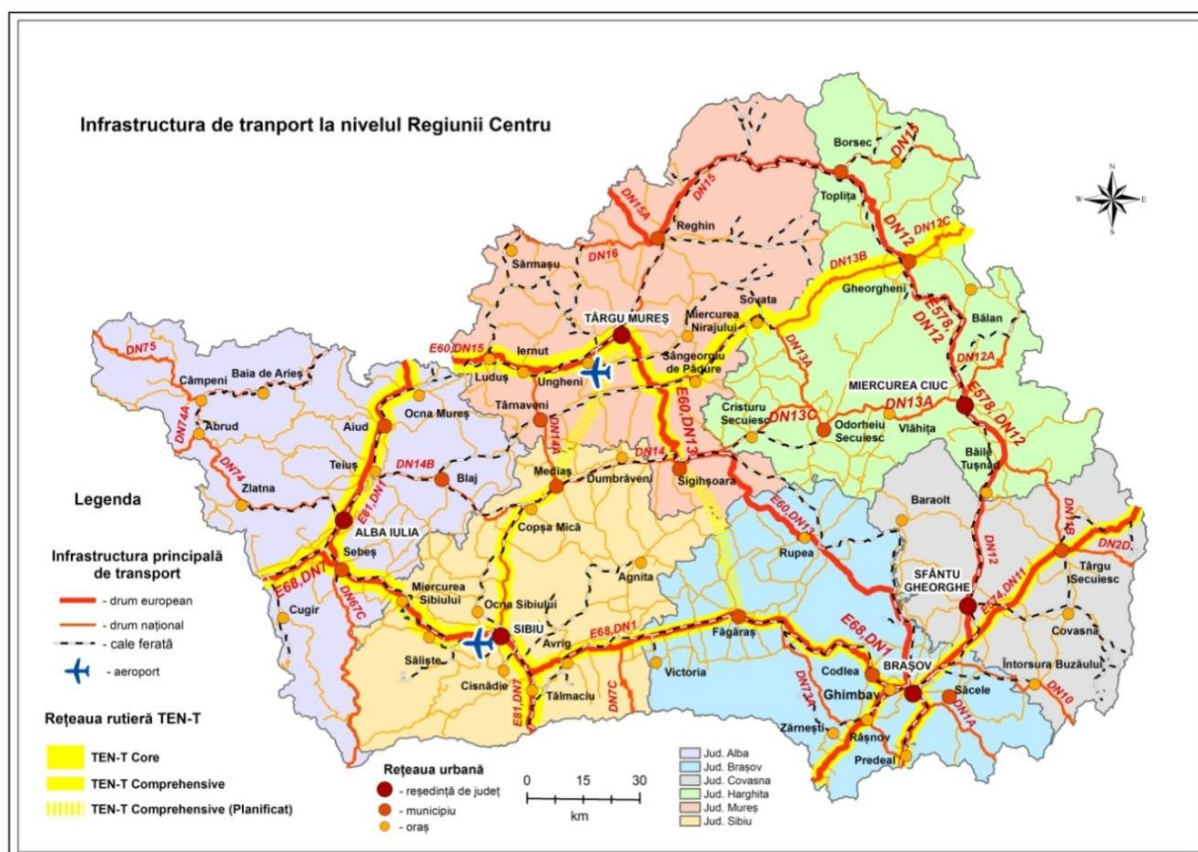 Infrastructura de tranport la nivelul Regiunii Centru
N
W
E
S
Borsec
DN15
Toplița
DN15
DN15A
Reghin
DN12
DN12C
DN16
Sărmașu
DN13B
Gheorgheni
Sovata
E578,
DN12
TÂRGU MUREȘ
Miercurea
Nirajului
Bălan
DN75
E60,DN15
Iernut
Sângeorgiu
de Pădure
DN13A
DN12A
Câmpeni
Baia de Arieș
Luduș
Ungheni
MIERCUREA CIUC
Ocna Mureș
Târnaveni
E60,DN13
Cristuru
Secuiesc
DN13C
DN13A
E578, DN12
DN74A
Abrud
Aiud
DN14A
Odorheiu
Secuiesc
Vlăhița
DN74
Teiuș
DN14B
Mediaș
DN14
Băile
Tușnad
Zlatna
Blaj
Dumbrăveni
Sigihșoara
Baraolt
Legenda
E81,DN1
Copșa Mică
E60,DN13
DN11B
ALBA IULIA
Rupea
DN12
DN2D
Infrastructura principală
de transport
Sebeș
Agnita
SFÂNTU
GHEORGHE
Târgu
Secuiesc
- drum european
E68,DN7
Miercurea
Sibiului
Ocna Sibiului
E574,DN11
- drum național
Cugir
DN67C
SIBIU
Făgăraș
E68,DN1
Covasna
- cale ferată
Avrig
E68,DN1
BRAȘOV
- aeroport
Săliște
Codlea
Întorsura Buzăului
Cisnădie
Victoria
Ghimbav
Săcele
E81,DN7
Tălmaciu
DN7C
DN73A
DN1A
DN10
Rețeaua rutieră TEN-T
Zărnești
Râșnov
TEN-T Core
Predeal
TEN-T Comprehensive
TEN-T Comprehensive (Planificat)
Rețeaua urbană
- reședință de județ
- municipiu
- oraș
0
15
30
km
Jud. Alba
Jud. Brașov
Jud. Covasna
Jud. Harghita
Jud. Mureș
Jud. Sibiu